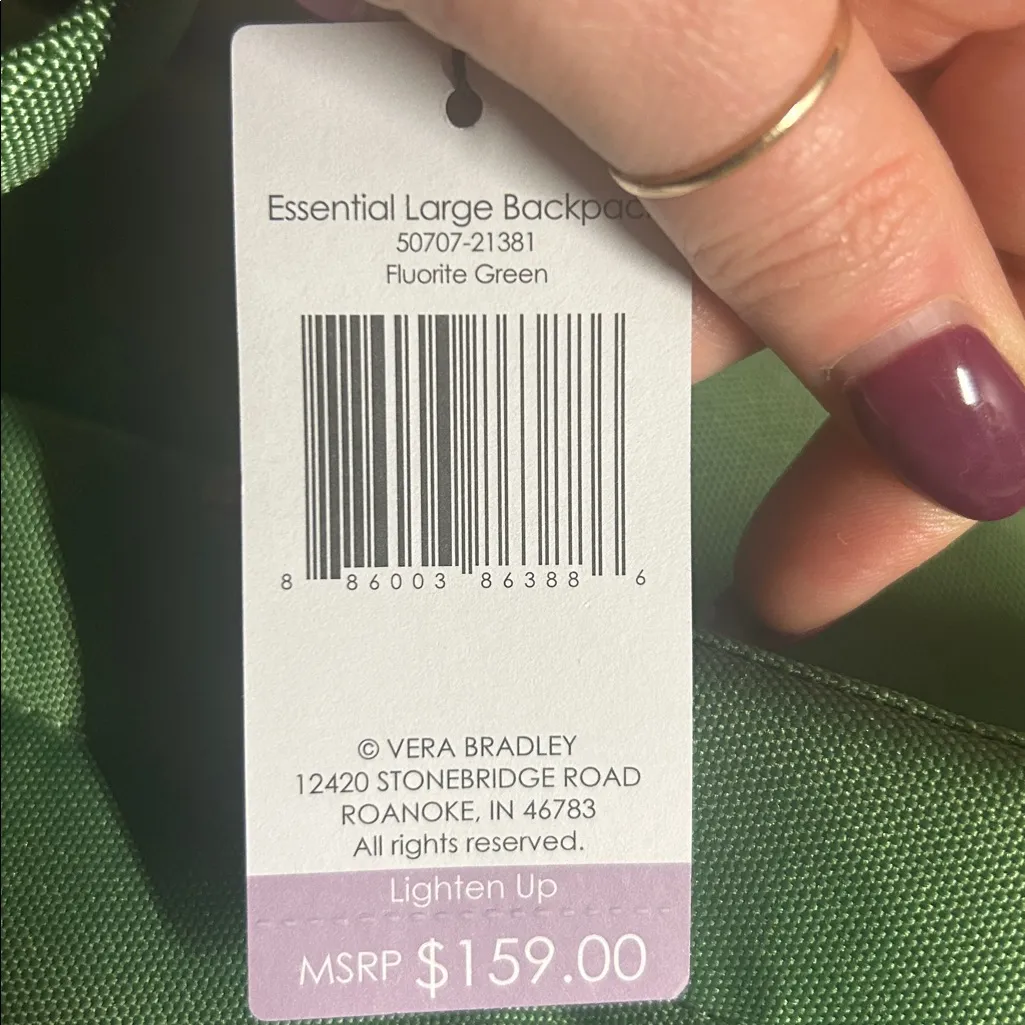 Essential Large Backpac
50707-21381
Fluorite Green
8 86003 86388 6
© VERA BRADLEY
12420 STONEBRIDGE ROAD
ROANOKE, IN 46783
All rights reserved.
Lighten Up
MSRP $159.00